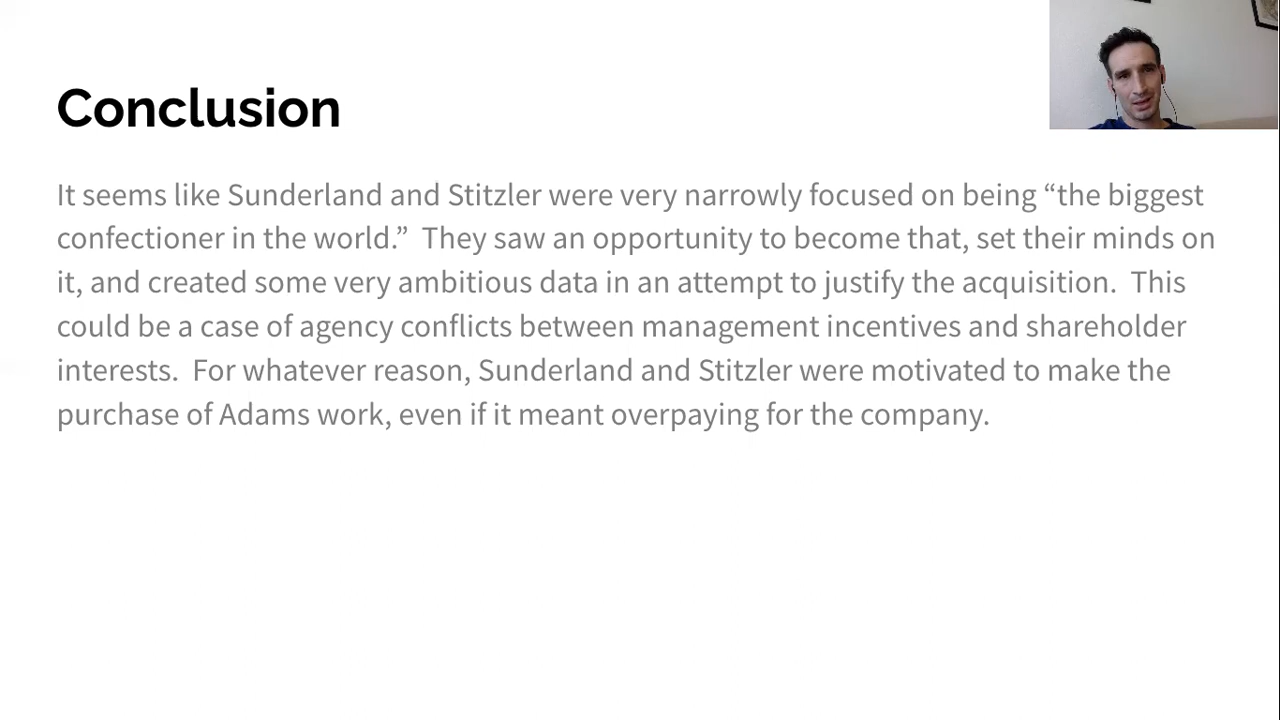 Conclusion
It seems like Sunderland and Stitzler were very narrowly focused on being “the biggest
confectioner in the world.”  They saw an opportunity to become that, set their minds on
it, and created some very ambitious data in an attempt to justify the acquisition.  This
could be a case of agency conflicts between management incentives and shareholder
interests.  For whatever reason, Sunderland and Stitzler were motivated to make the
purchase of Adams work, even if it meant overpaying for the company.